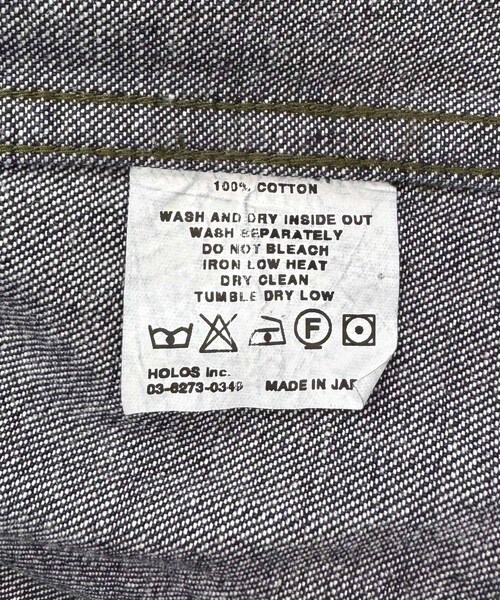 100% COTTON
WASH AND DRY INSIDE OUT
WASH SEPARATELY
DO NOT BLEACH
IRON LOW HEAT
DRY CLEAN
TUMBLE DRY LOW
F
HOLOS Inc.
03-6273-0349 MADE IN JAP